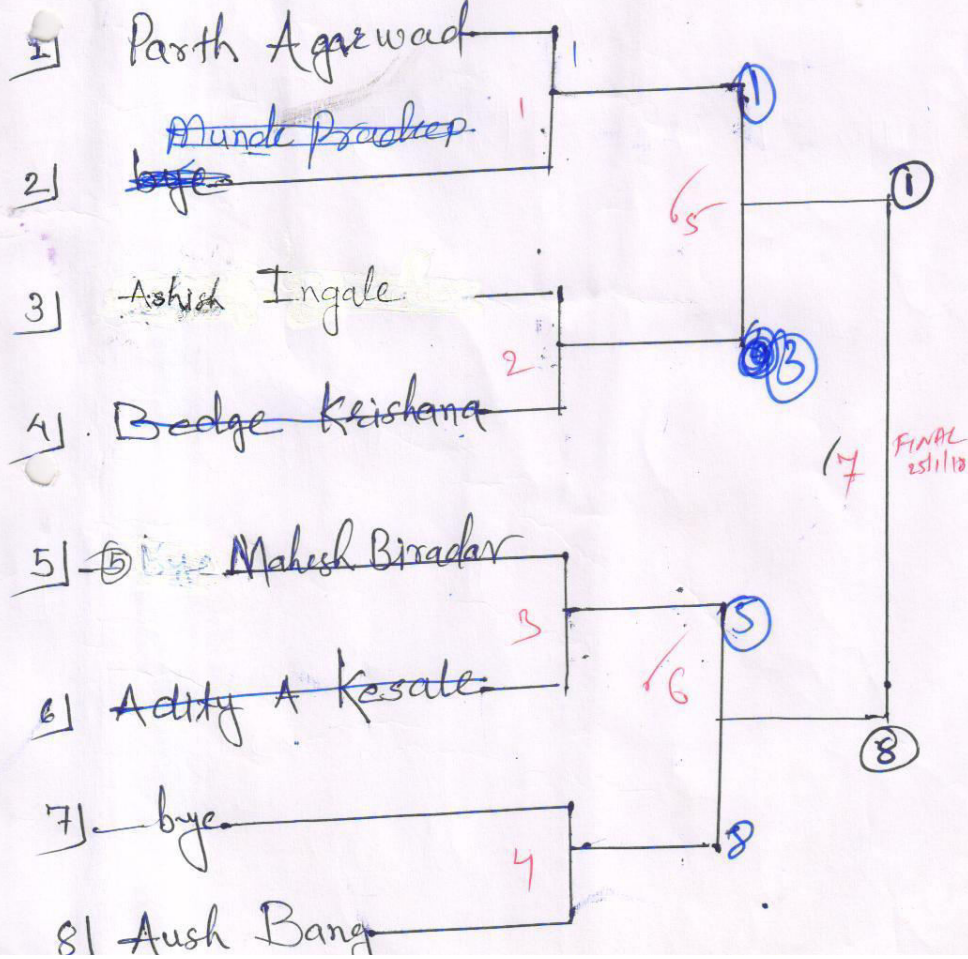 1] Parth Agarwad 1
1 ①
Munde Pradeep
2] bye
65 ①
3] Ashish Ingale
2 ③
4] Bedge Krishana
7 FINAL
25/1/18
5] ⑤ Mahesh Biradar
3 ⑤
6] Adity A Kesale
6
⑧
7] bye
4 8
8] Aush Bang